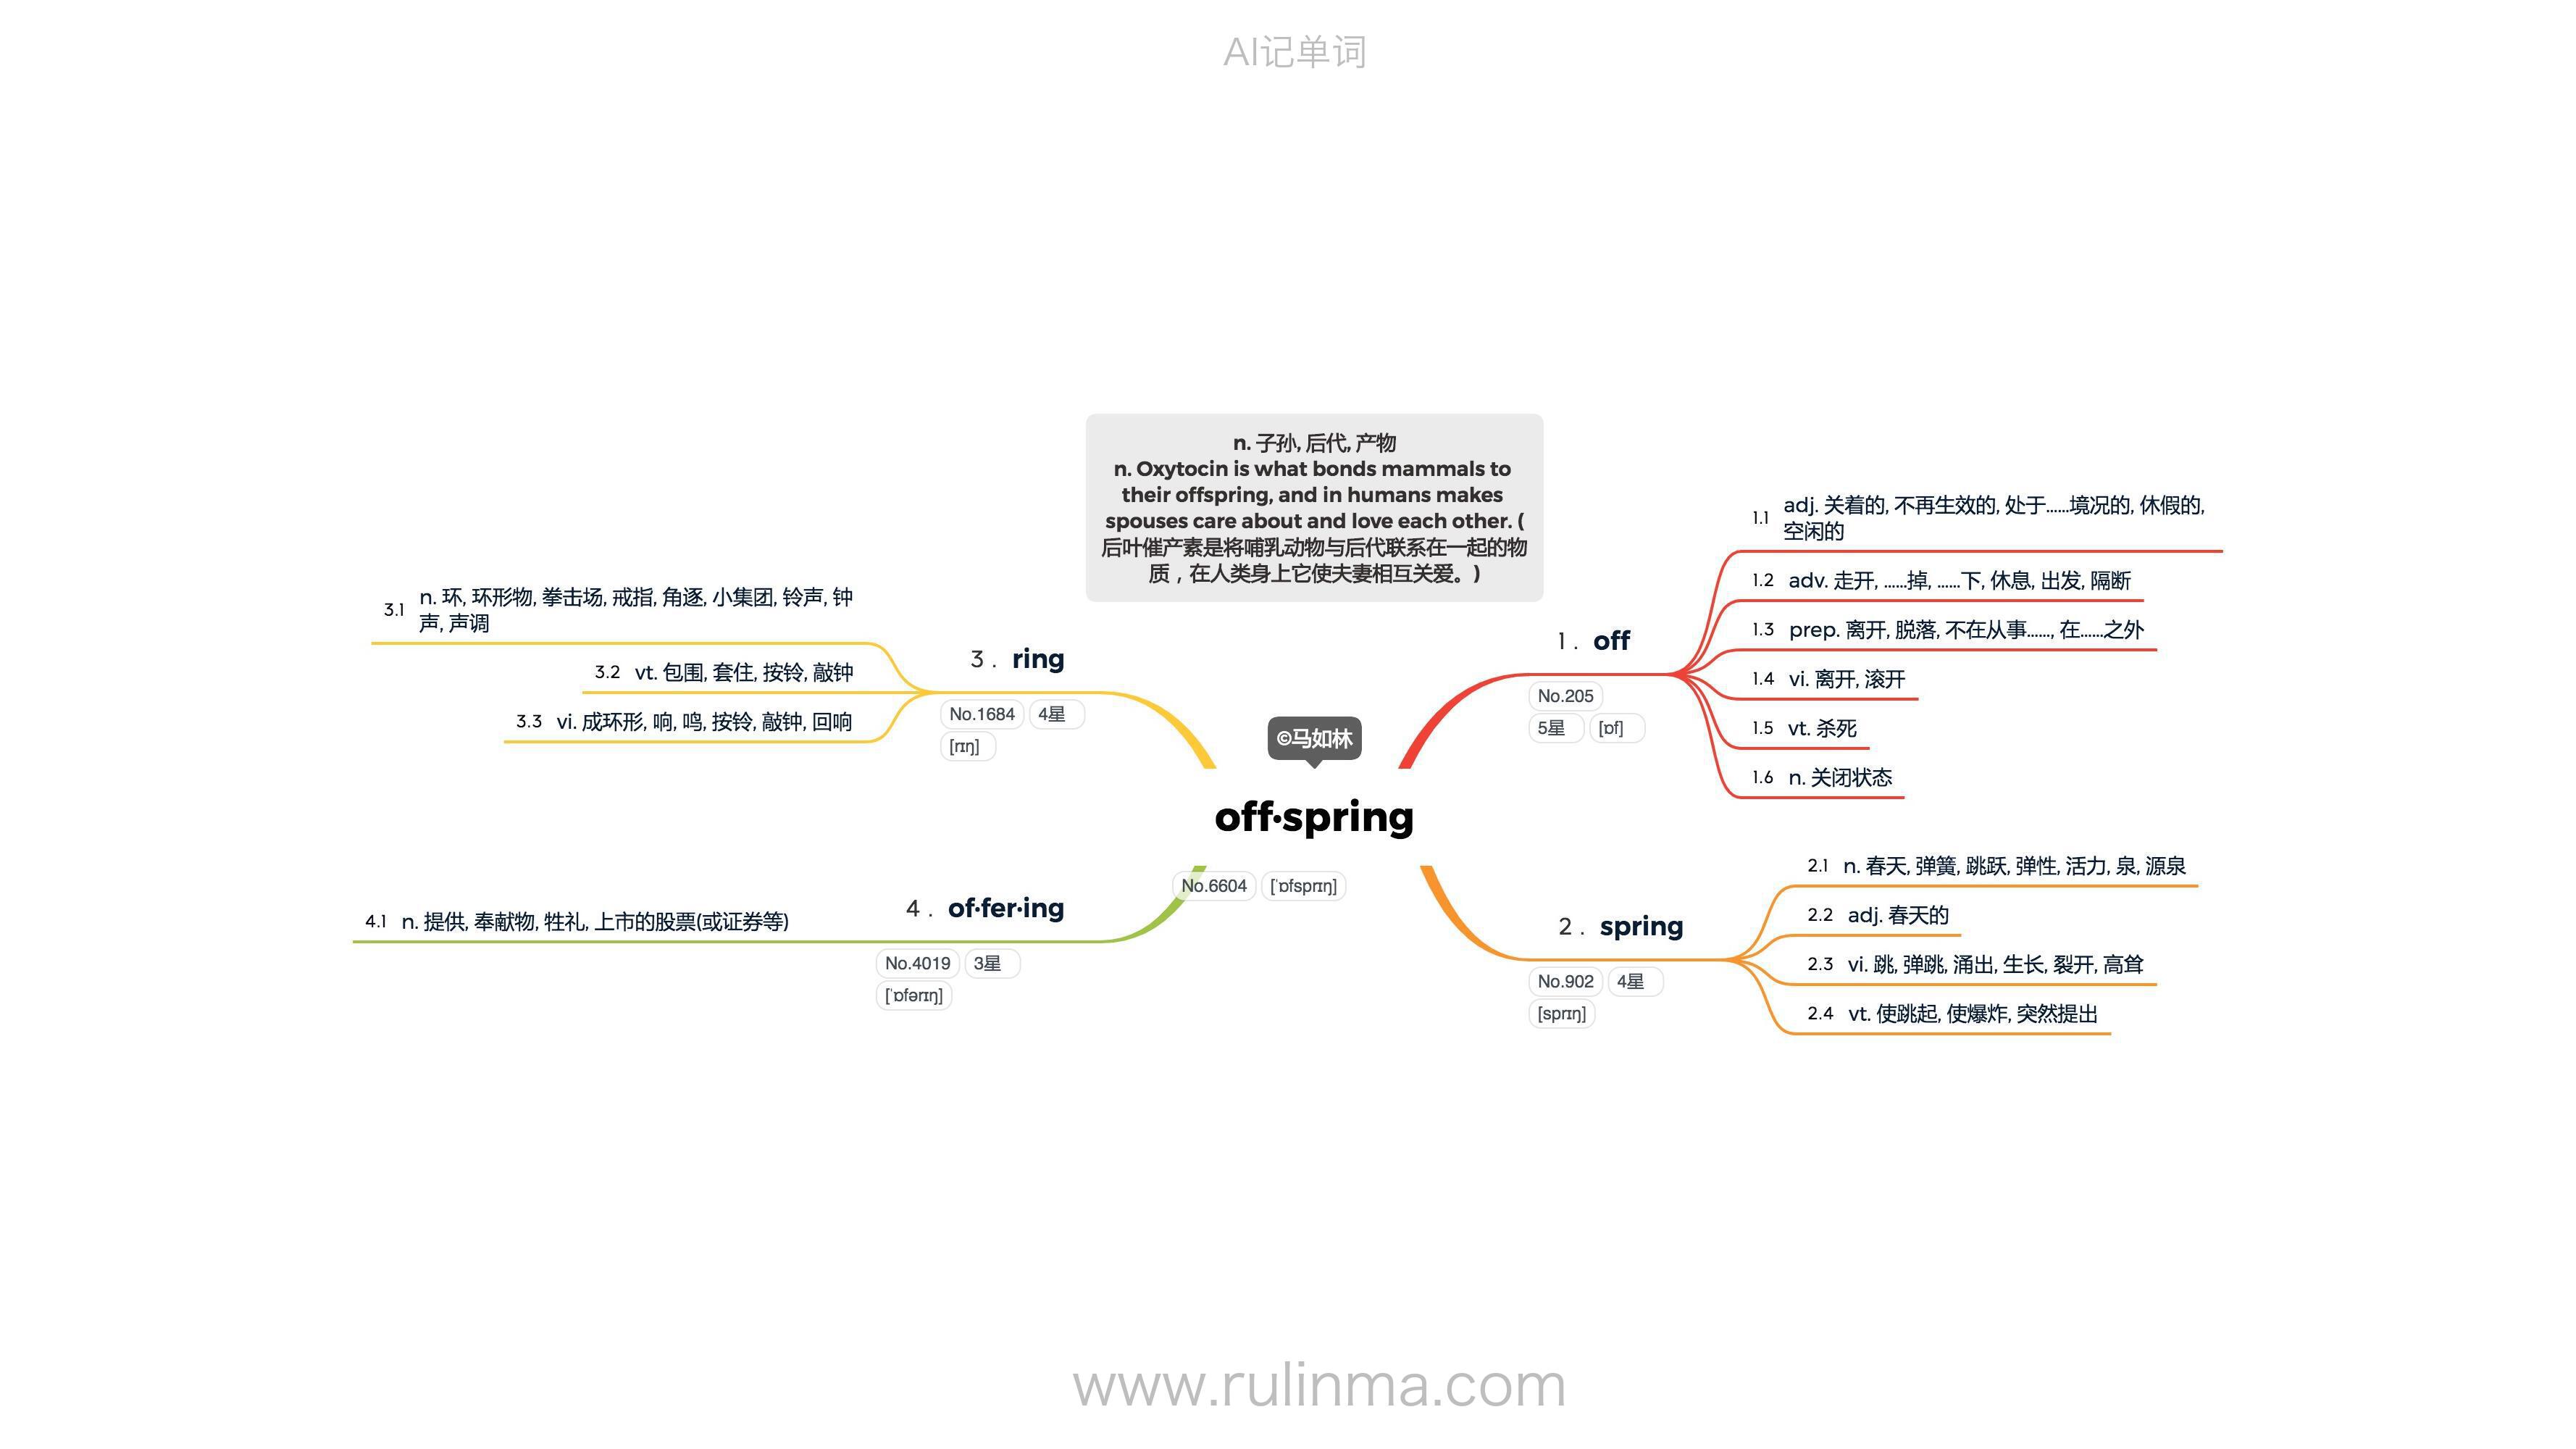 AI记单词
n. 子孙, 后代, 产物
n. Oxytocin is what bonds mammals to
their offspring, and in humans makes
spouses care about and love each other. (
后叶催产素是将哺乳动物与后代联系在一起的物
质，在人类身上它使夫妻相互关爱。)
©马如林
off·spring
No.6604 [ˈɒfsprɪŋ]
1. off
No.205
5星 [ɒf]
1.1 adj. 关着的, 不再生效的, 处于……境况的, 休假的,
空闲的
1.2 adv. 走开, ……掉, ……下, 休息, 出发, 隔断
1.3 prep. 离开, 脱落, 不在从事……, 在……之外
1.4 vi. 离开, 滚开
1.5 vt. 杀死
1.6 n. 关闭状态
2. spring
No.902 4星
[sprɪŋ]
2.1 n. 春天, 弹簧, 跳跃, 弹性, 活力, 泉, 源泉
2.2 adj. 春天的
2.3 vi. 跳, 弹跳, 涌出, 生长, 裂开, 高耸
2.4 vt. 使跳起, 使爆炸, 突然提出
3. ring
No.1684 4星
[rɪŋ]
3.1 n. 环, 环形物, 拳击场, 戒指, 角逐, 小集团, 铃声, 钟
声, 声调
3.2 vt. 包围, 套住, 按铃, 敲钟
3.3 vi. 成环形, 响, 鸣, 按铃, 敲钟, 回响
4. of·fer·ing
No.4019 3星
[ˈɒfərɪŋ]
4.1 n. 提供, 奉献物, 牲礼, 上市的股票(或证券等)
www.rulinma.com